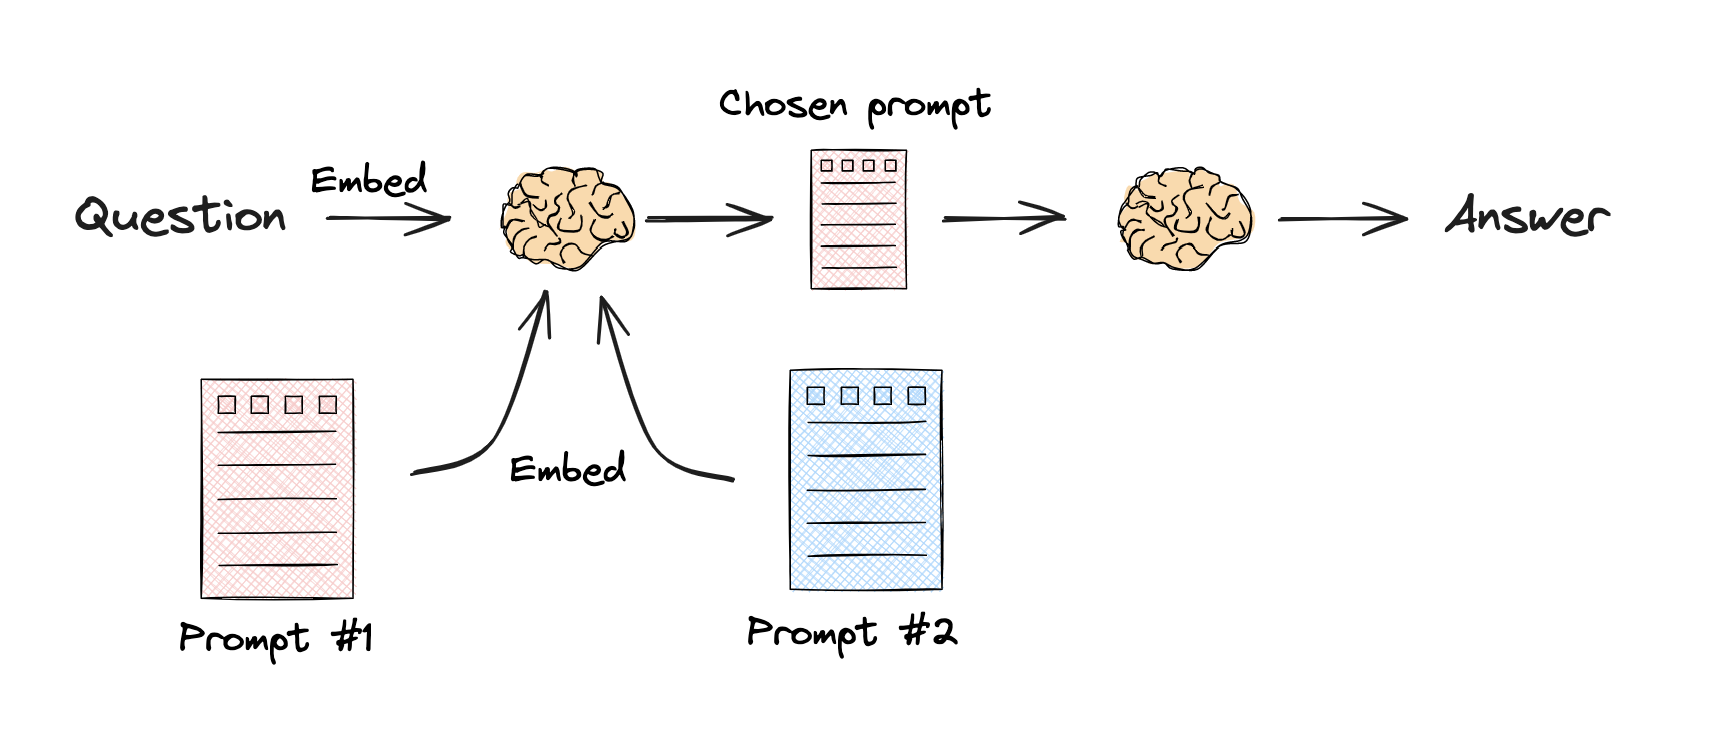 Chosen prompt
Embed
Question
Answer
Embed
Prompt #1
Prompt #2